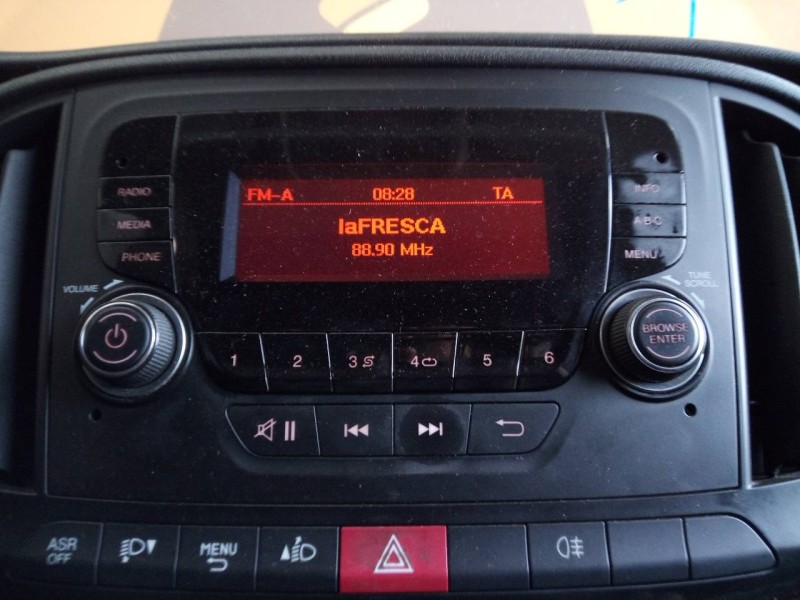 FM-A 08:28 TA
laFRESCA
88.90 MHz
RADIO
MEDIA
PHONE
INFO
ABC
MENU
VOLUME
TUNE
SCROLL
BROWSE
ENTER
1 2 3 4 5 6
ASR
OFF
MENU